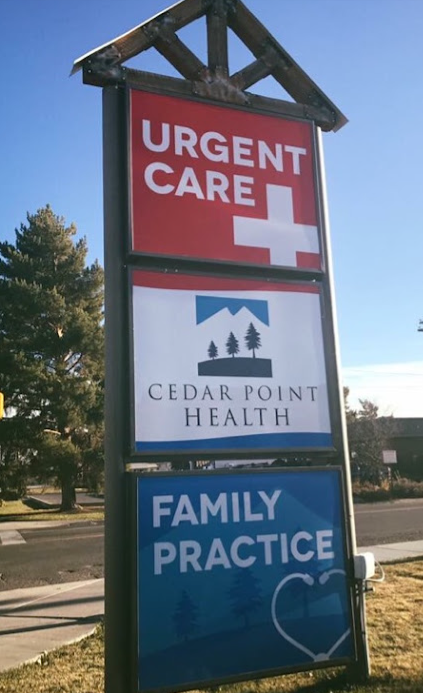 URGENT
CARE
CEDAR POINT
HEALTH
FAMILY
PRACTICE